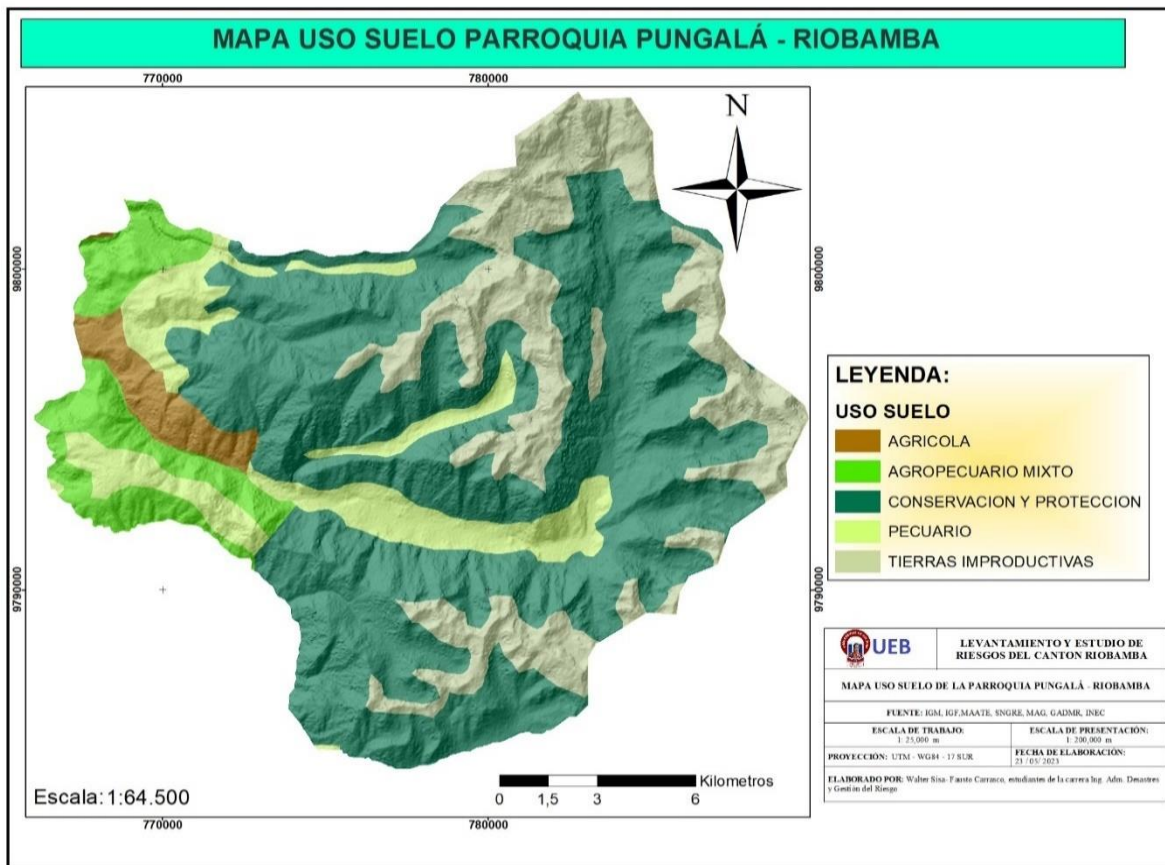 MAPA USO SUELO PARROQUIA PUNGALÁ - RIOBAMBA
770000
780000
N
9800000
9800000
9790000
9790000
LEYENDA:
USO SUELO
AGRICOLA
AGROPECUARIO MIXTO
CONSERVACION Y PROTECCION
PECUARIO
TIERRAS IMPRODUCTIVAS
Escala: 1:64.500
Kilometros
0 1,5 3 6
770000
780000
UEB
LEVANTAMIENTO Y ESTUDIO DE
RIESGOS DEL CANTON RIOBAMBA
MAPA USO SUELO DE LA PARROQUIA PUNGALÁ - RIOBAMBA
FUENTE: IGM, IGF,MAATE, SNGRE, MAG, GADMR, INEC
ESCALA DE TRABAJO:
1: 25,000 m
ESCALA DE PRESENTACIÓN:
1: 200,000 m
PROYECCIÓN: UTM - WG84 - 17 SUR
FECHA DE ELABORACIÓN:
23 / 05/ 2023
ELABORADO POR: Walter Sisa- Fausto Carrasco, estudiantes de la carrera Ing. Adm. Desastres
y Gestión del Riesgo